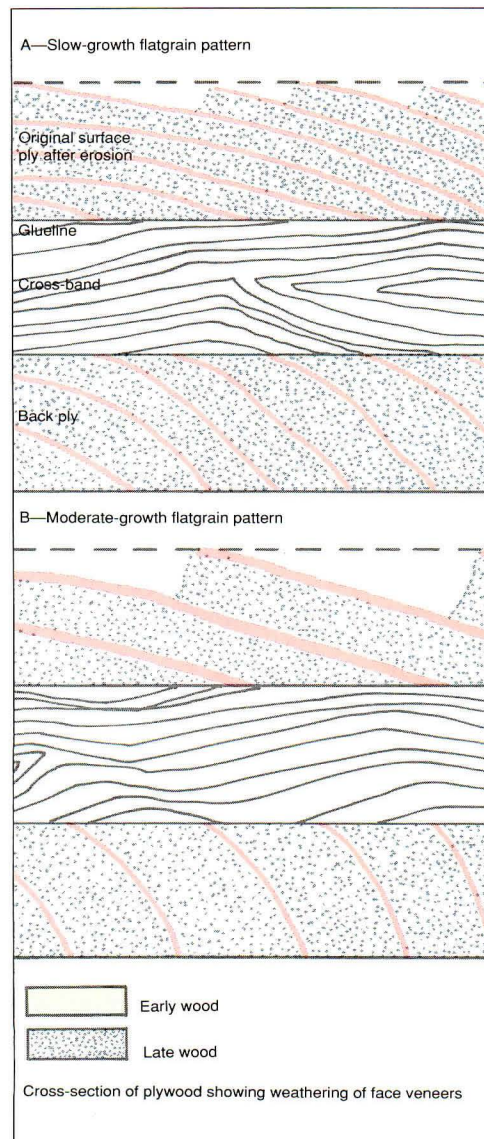 A—Slow-growth flatgrain pattern
Original surface
ply after erosion
Glueline
Cross-band
Back ply
B—Moderate-growth flatgrain pattern
Early wood
Late wood
Cross-section of plywood showing weathering of face veneers